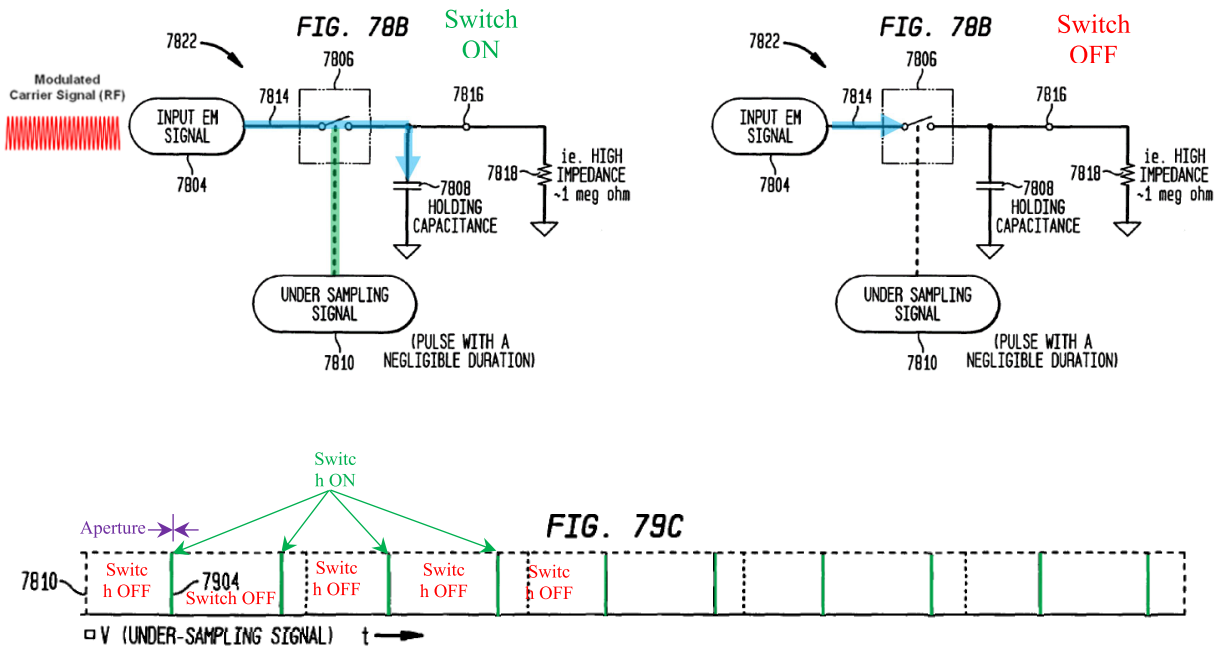 FIG. 78B
Switch
ON
7822
7806
Modulated
Carrier Signal (RF)
INPUT EM
SIGNAL
7804
7814
7816
7818
ie. HIGH
IMPEDANCE
~1 meg ohm
7808
HOLDING
CAPACITANCE
UNDER SAMPLING
SIGNAL
7810
(PULSE WITH A
NEGLIGIBLE DURATION)
FIG. 78B
Switch
OFF
7822
7806
INPUT EM
SIGNAL
7804
7814
7816
7818
ie. HIGH
IMPEDANCE
~1 meg ohm
7808
HOLDING
CAPACITANCE
UNDER SAMPLING
SIGNAL
7810
(PULSE WITH A
NEGLIGIBLE DURATION)
Switc
h ON
Aperture
FIG. 79C
7810
Switc
h OFF
7904
Switch OFF
Switc
h OFF
Switc
h OFF
Switc
h OFF
V (UNDER-SAMPLING SIGNAL) t